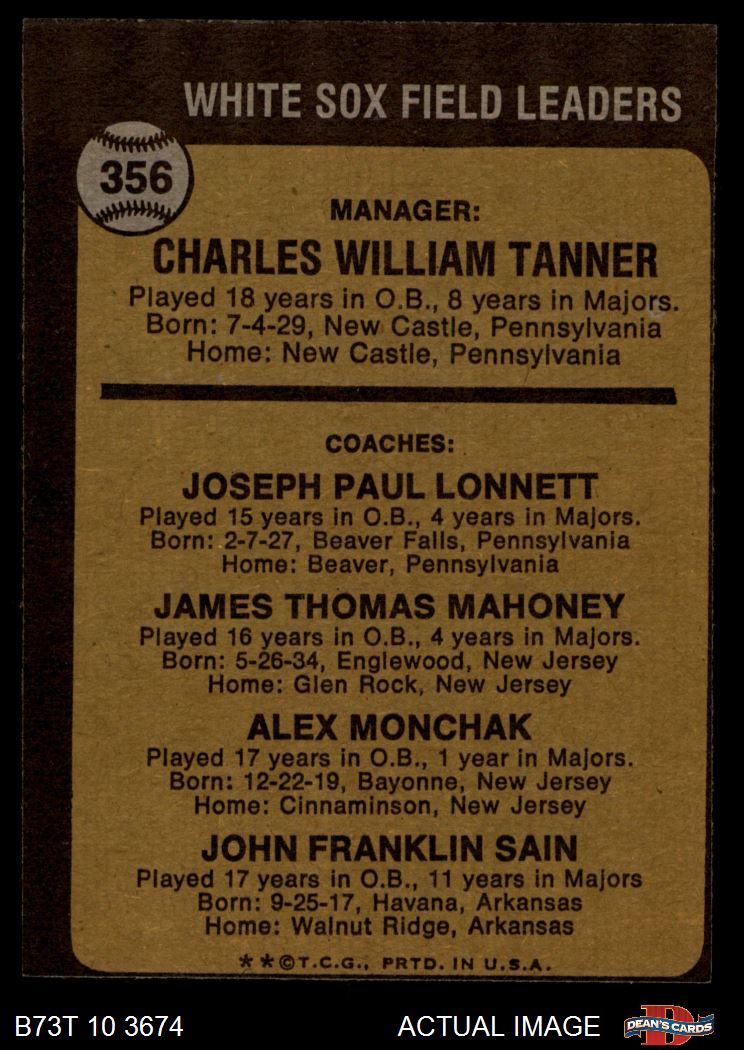 WHITE SOX FIELD LEADERS
356
MANAGER:
CHARLES WILLIAM TANNER
Played 18 years in O.B., 8 years in Majors.
Born: 7-4-29, New Castle, Pennsylvania
Home: New Castle, Pennsylvania
COACHES:
JOSEPH PAUL LONNETT
Played 15 years in O.B., 4 years in Majors.
Born: 2-7-27, Beaver Falls, Pennsylvania
Home: Beaver, Pennsylvania
JAMES THOMAS MAHONEY
Played 16 years in O.B., 4 years in Majors.
Born: 5-26-34, Englewood, New Jersey
Home: Glen Rock, New Jersey
ALEX MONCHAK
Played 17 years in O.B., 1 year in Majors.
Born: 12-22-19, Bayonne, New Jersey
Home: Cinnaminson, New Jersey
JOHN FRANKLIN SAIN
Played 17 years in O.B., 11 years in Majors
Born: 9-25-17, Havana, Arkansas
Home: Walnut Ridge, Arkansas
**©T.C.G., PRTD. IN U.S.A.
B73T 10 3674 ACTUAL IMAGE DEAN'S CARDS